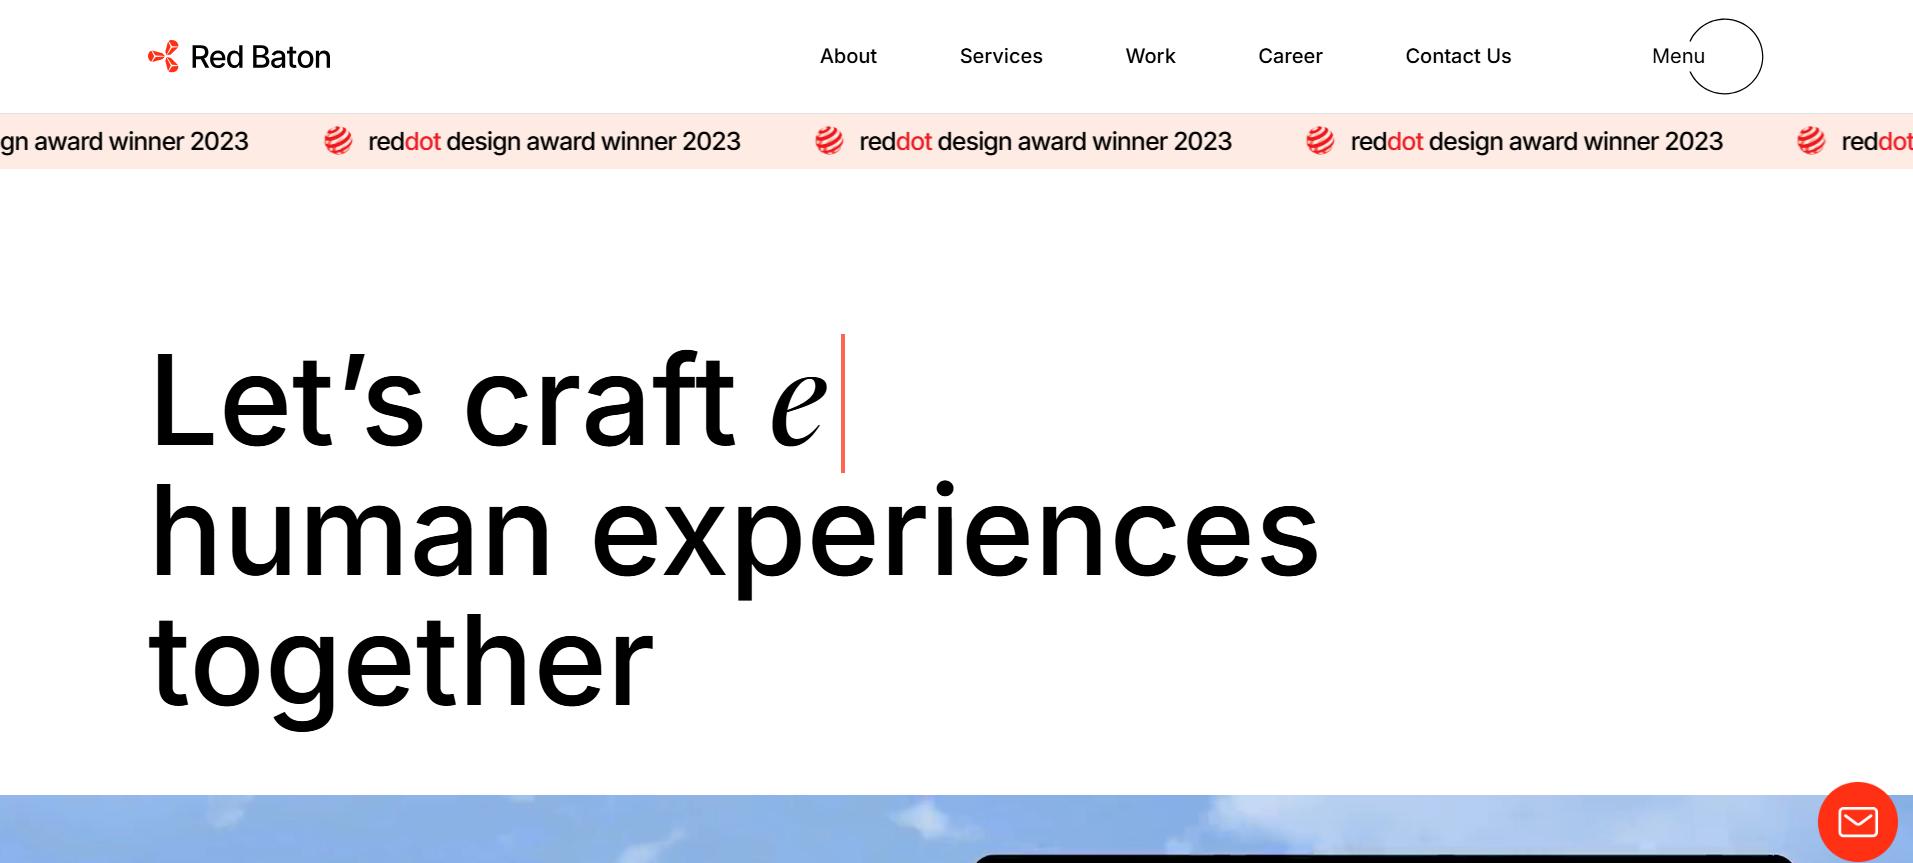 Red Baton
About Services Work Career Contact Us Menu
gn award winner 2023 reddot design award winner 2023 reddot design award winner 2023 reddot design award winner 2023 reddot
Let’s craft e
human experiences
together